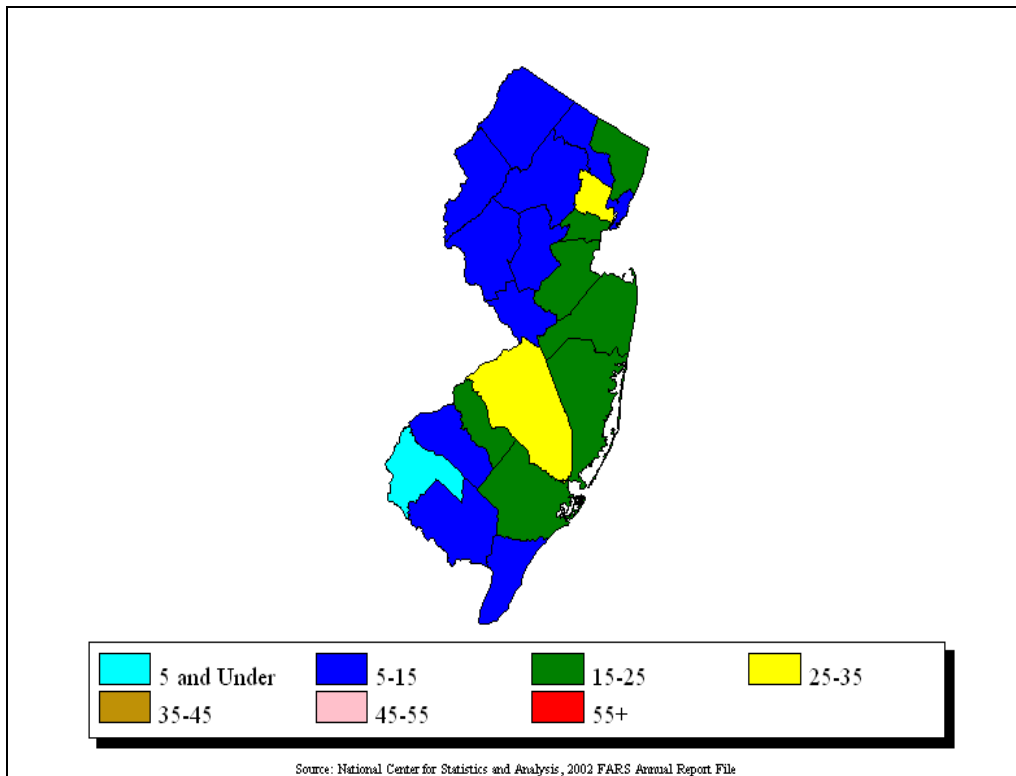 5 and Under 5-15 15-25 25-35
35-45 45-55 55+
Source: National Center for Statistics and Analysis, 2002 FARS Annual Report File